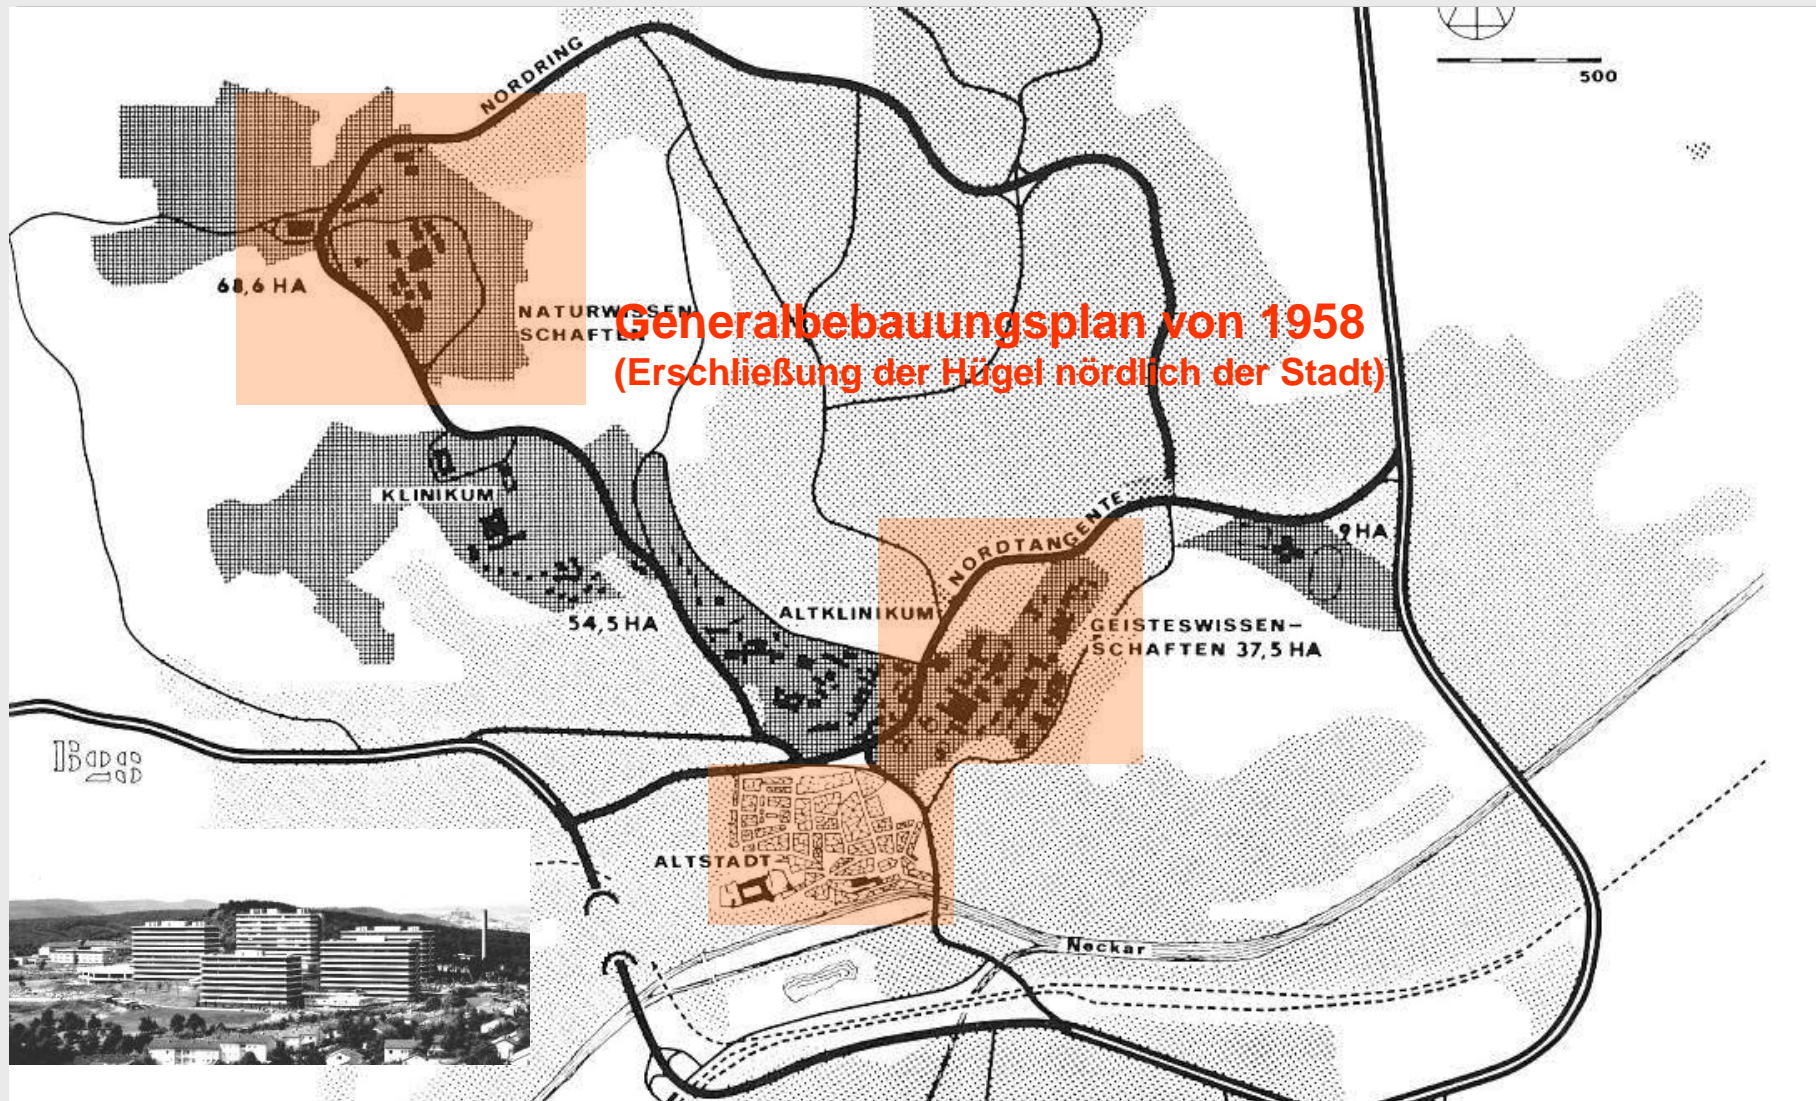 500
NORDRING
68,6 HA
NATURWISSEN
SCHAFTEN
Generalbebauungsplan von 1958
(Erschließung der Hügel nördlich der Stadt)
KLINIKUM
NORDTANGENTE
9 HA
54,5 HA
ALTKLINIKUM
GEISTESWISSEN-
SCHAFTEN 37,5 HA
ALTSTADT
Neckar